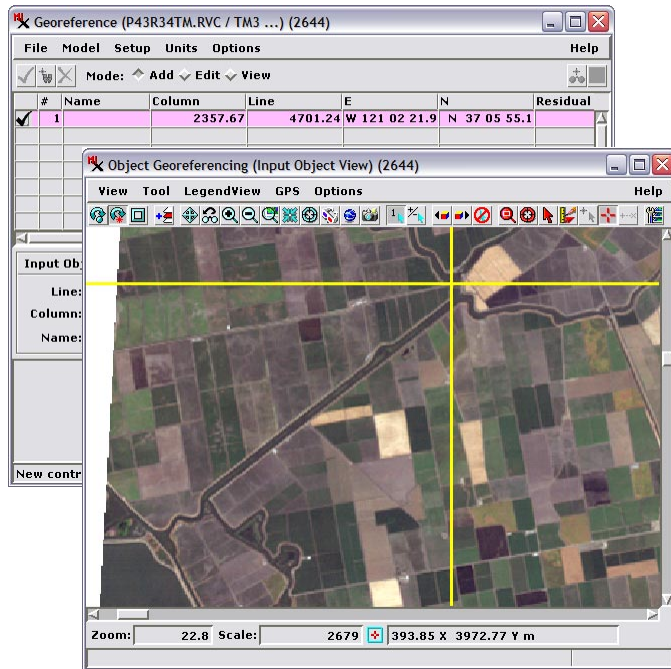 Georeference (P43R34TM.RVC / TM3 ...) (2644)
File Model Setup Units Options Help
Mode: Add Edit View
# Name Column Line E N Residual
1 2357.67 4701.24 W 121 02 21.9 N 37 05 55.1
Object Georeferencing (Input Object View) (2644)
View Tool LegendView GPS Options Help
Input Ob
Line:
Column:
Name:
New contr
Zoom: 22.8 Scale: 2679 393.85 X 3972.77 Y m